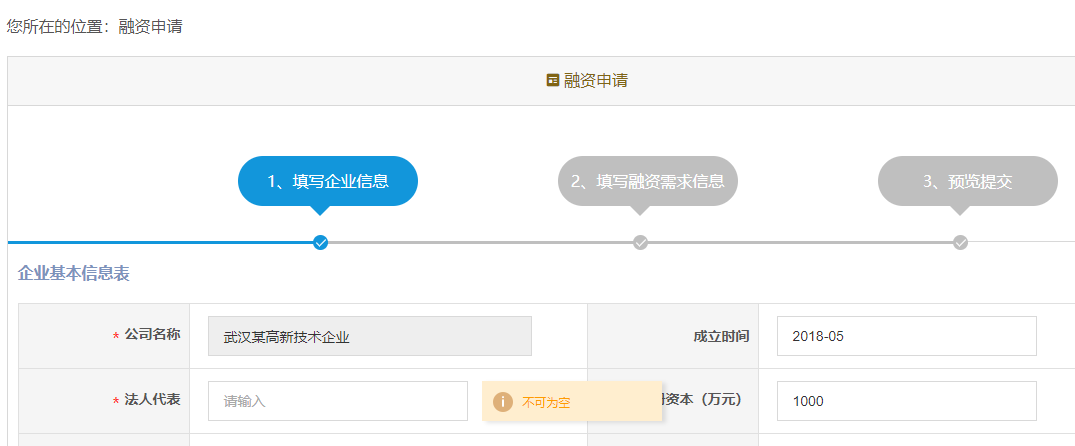 您所在的位置：融资申请
融资申请
1、填写企业信息
2、填写融资需求信息
3、预览提交
企业基本信息表
* 公司名称 武汉某高新技术企业 成立时间 2018-05
* 法人代表 请输入 不可为空 资本（万元） 1000